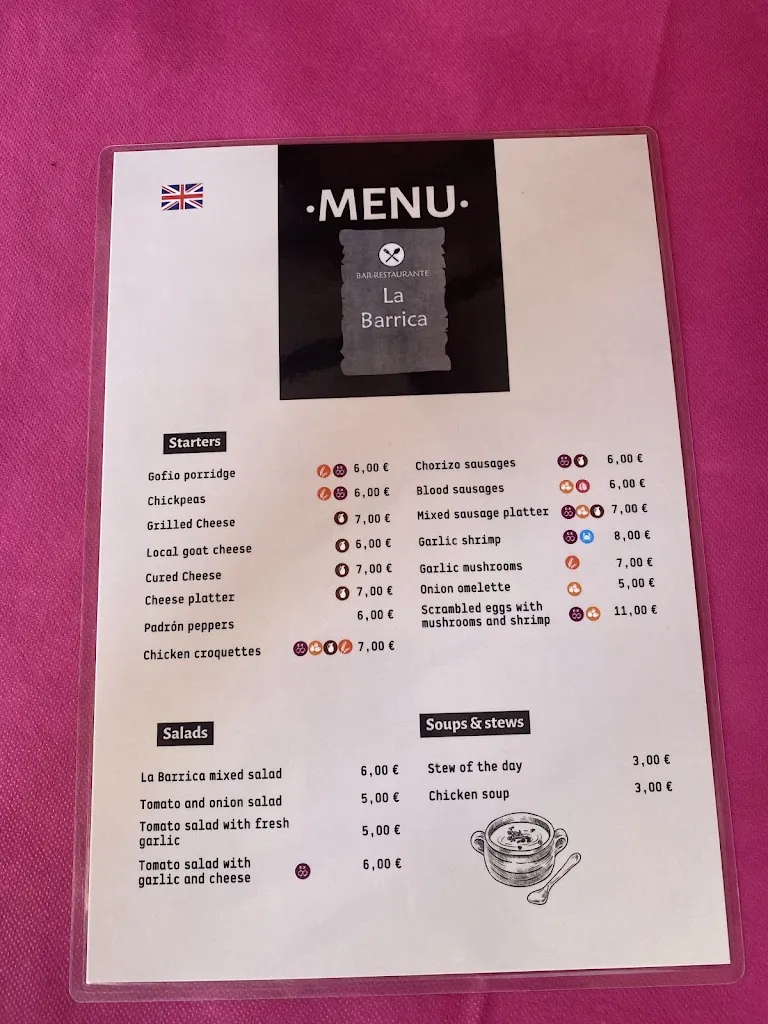 ·MENU·
BAR-RESTAURANTE
La
Barrica
Starters
Gofio porridge 6,00 €
Chickpeas 6,00 €
Grilled Cheese 7,00 €
Local goat cheese 6,00 €
Cured Cheese 7,00 €
Cheese platter 7,00 €
Padrón peppers 6,00 €
Chicken croquettes 7,00 €
Chorizo sausages 6,00 €
Blood sausages 6,00 €
Mixed sausage platter 7,00 €
Garlic shrimp 8,00 €
Garlic mushrooms 7,00 €
Onion omelette 5,00 €
Scrambled eggs with
mushrooms and shrimp 11,00 €
Salads
La Barrica mixed salad 6,00 €
Tomato and onion salad 5,00 €
Tomato salad with fresh
garlic 5,00 €
Tomato salad with
garlic and cheese 6,00 €
Soups & stews
Stew of the day 3,00 €
Chicken soup 3,00 €